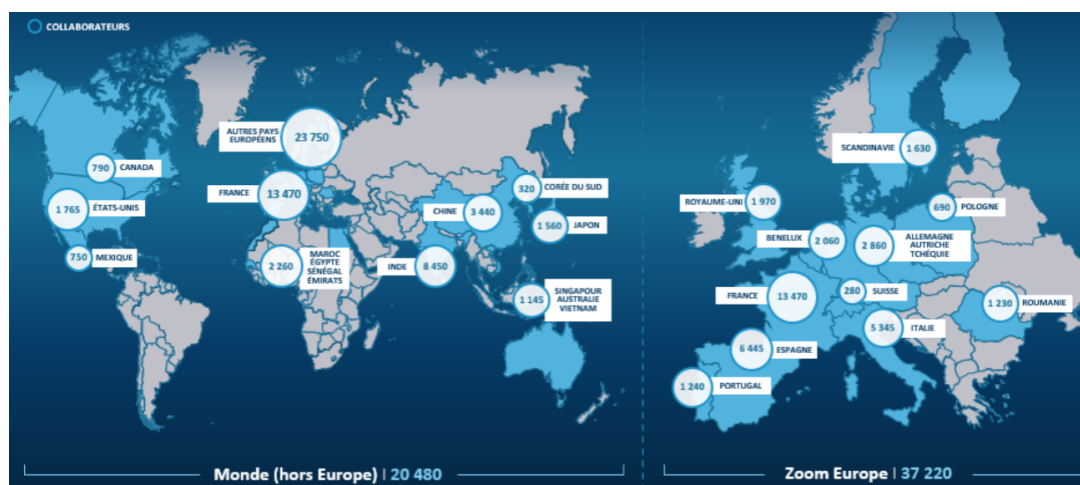 COLLABORATEURS
AUTRES PAYS
EUROPÉENS
23 750
790
CANADA
FRANCE
13 470
1 765
ÉTATS-UNIS
320
CORÉE DU SUD
CHINE
3 440
1 560
JAPON
750
MEXIQUE
2 260
MAROC
ÉGYPTE
SÉNÉGAL
ÉMIRATS
INDE
8 450
1 145
SINGAPOUR
AUSTRALIE
VIETNAM
Monde (hors Europe) | 20 480
SCANDINAVIE
1 630
ROYAUME-UNI
1 970
690
POLOGNE
BENELUX
2 060
2 860
ALLEMAGNE
AUTRICHE
TCHÉQUIE
FRANCE
13 470
280
SUISSE
1 230
ROUMANIE
5 345
ITALIE
6 445
ESPAGNE
1 240
PORTUGAL
Zoom Europe | 37 220